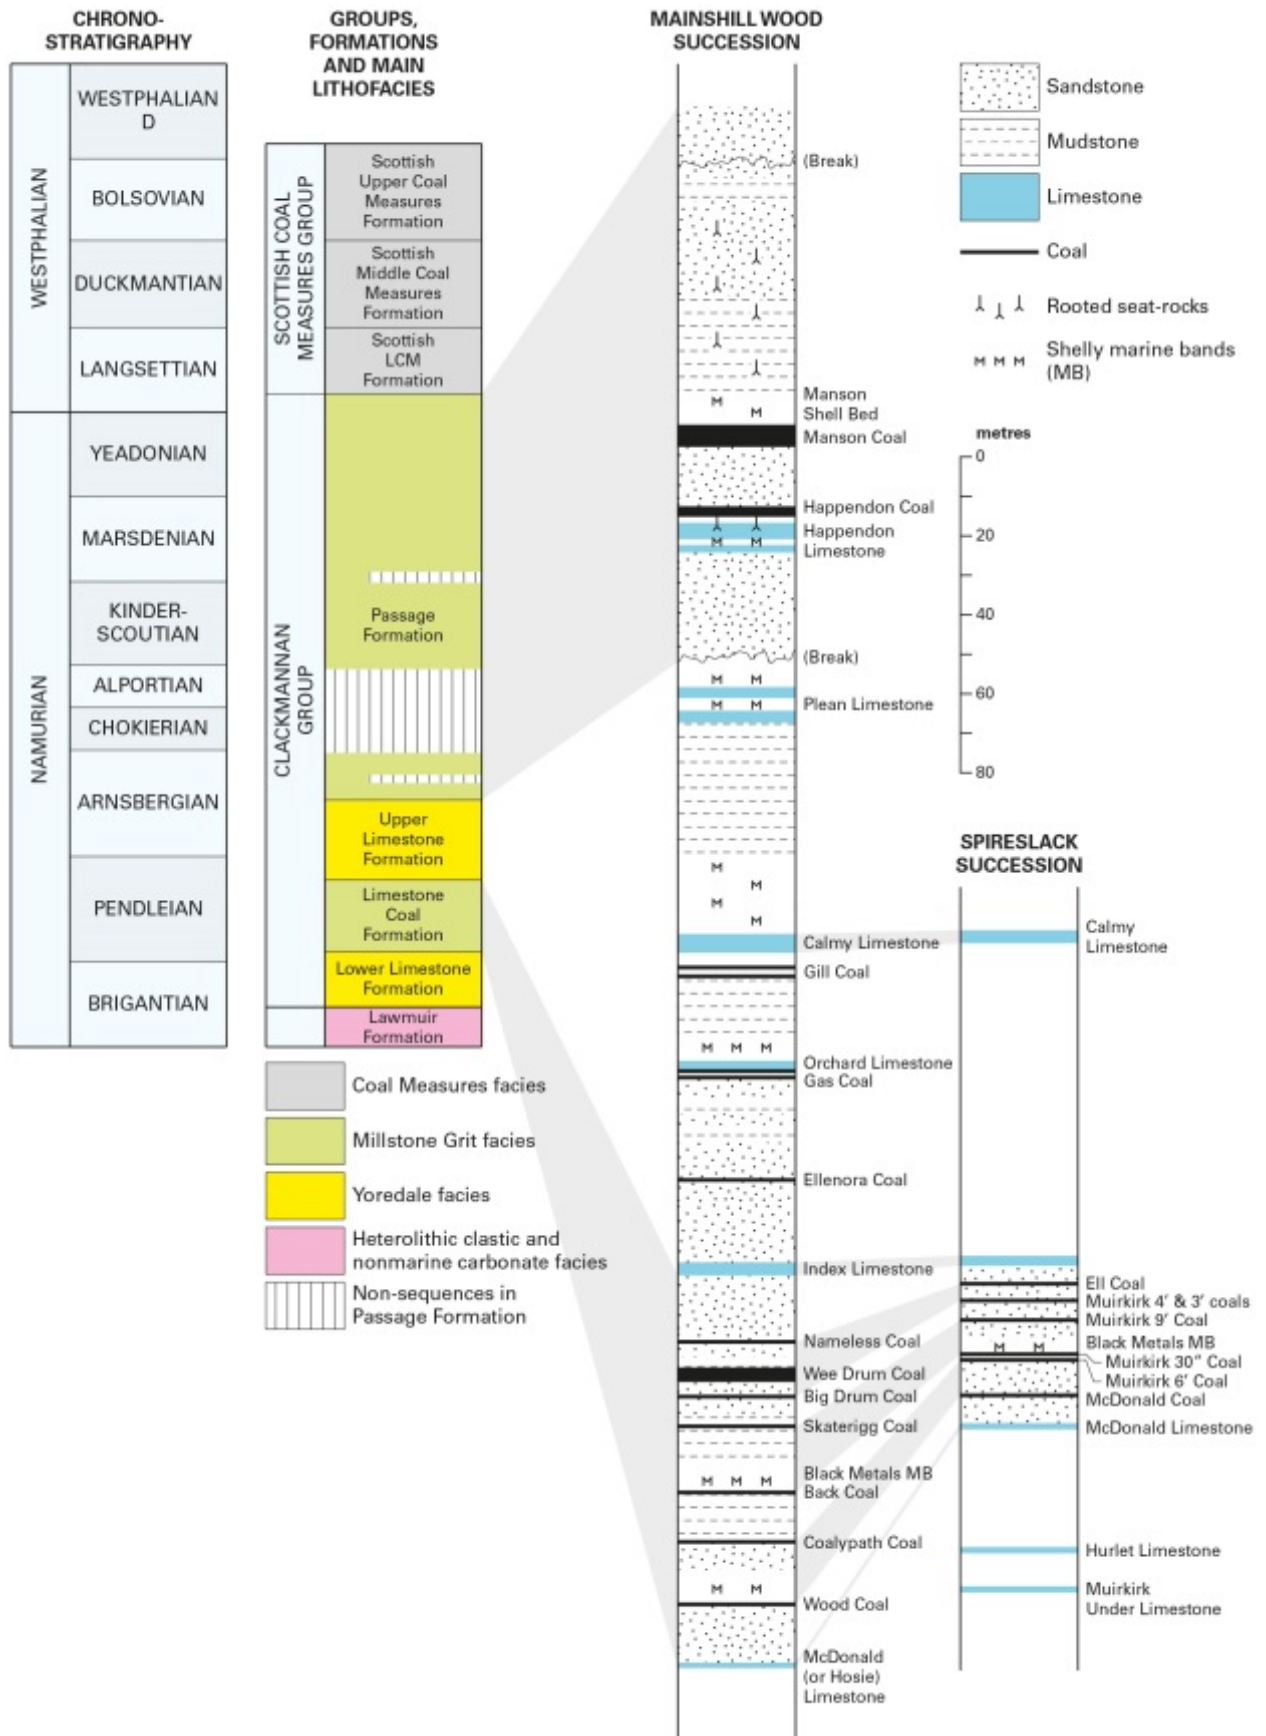 CHRONO-
STRATIGRAPHY
WESTPHALIAN
WESTPHALIAN
D
BOLSOVIAN
DUCKMANTIAN
LANGSETTIAN
NAMURIAN
YEADONIAN
MARSDENIAN
KINDER-
SCOUTIAN
ALPORTIAN
CHOKIERIAN
ARNSBERGIAN
PENDLEIAN
BRIGANTIAN
GROUPS,
FORMATIONS
AND MAIN
LITHOFACIES
SCOTTISH COAL
MEASURES GROUP
Scottish
Upper Coal
Measures
Formation
Scottish
Middle Coal
Measures
Formation
Scottish
LCM
Formation
CLACKMANNAN
GROUP
Passage
Formation
Upper
Limestone
Formation
Limestone
Coal
Formation
Lower Limestone
Formation
Lawmuir
Formation
Coal Measures facies
Millstone Grit facies
Yoredale facies
Heterolithic clastic and
nonmarine carbonate facies
Non-sequences in
Passage Formation
MAINSHILL WOOD
SUCCESSION
(Break)
Manson
Shell Bed
Manson Coal
Happendon Coal
Happendon
Limestone
(Break)
Plean Limestone
Calmy Limestone
Gill Coal
Orchard Limestone
Gas Coal
Ellenora Coal
Index Limestone
Nameless Coal
Wee Drum Coal
Big Drum Coal
Skaterigg Coal
Black Metals MB
Back Coal
Coalypath Coal
Wood Coal
McDonald
(or Hosie)
Limestone
Sandstone
Mudstone
Limestone
Coal
Rooted seat-rocks
M M M Shelly marine bands
(MB)
metres
0
20
40
60
80
SPIRESLACK
SUCCESSION
Calmy
Limestone
Ell Coal
Muirkirk 4' & 3' coals
Muirkirk 9' Coal
Black Metals MB
Muirkirk 30" Coal
Muirkirk 6' Coal
McDonald Coal
McDonald Limestone
Hurlet Limestone
Muirkirk
Under Limestone